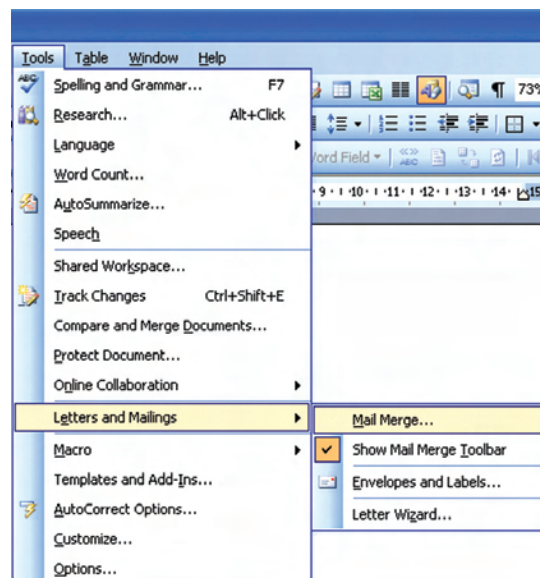 Tools Table Window Help
Spelling and Grammar... F7
73%
Research... Alt+Click
Language
Word Field
Word Count...
9 10 11 12 13 14 15
AutoSummarize...
Speech
Shared Workspace...
Track Changes Ctrl+Shift+E
Compare and Merge Documents...
Protect Document...
Online Collaboration
Letters and Mailings
Mail Merge...
Macro
Show Mail Merge Toolbar
Templates and Add-Ins...
Envelopes and Labels...
AutoCorrect Options...
Letter Wizard...
Customize...
Options...